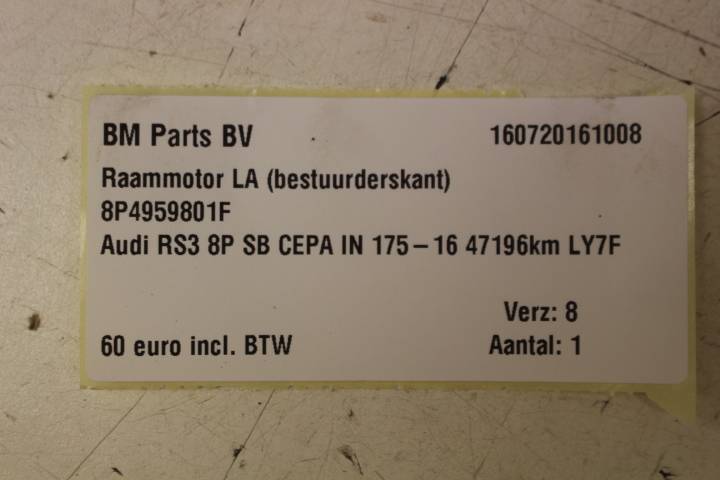 BM Parts BV 160720161008
Raammotor LA (bestuurderskant)
8P4959801F
Audi RS3 8P SB CEPA IN 175-16 47196km LY7F
Verz: 8
60 euro incl. BTW Aantal: 1